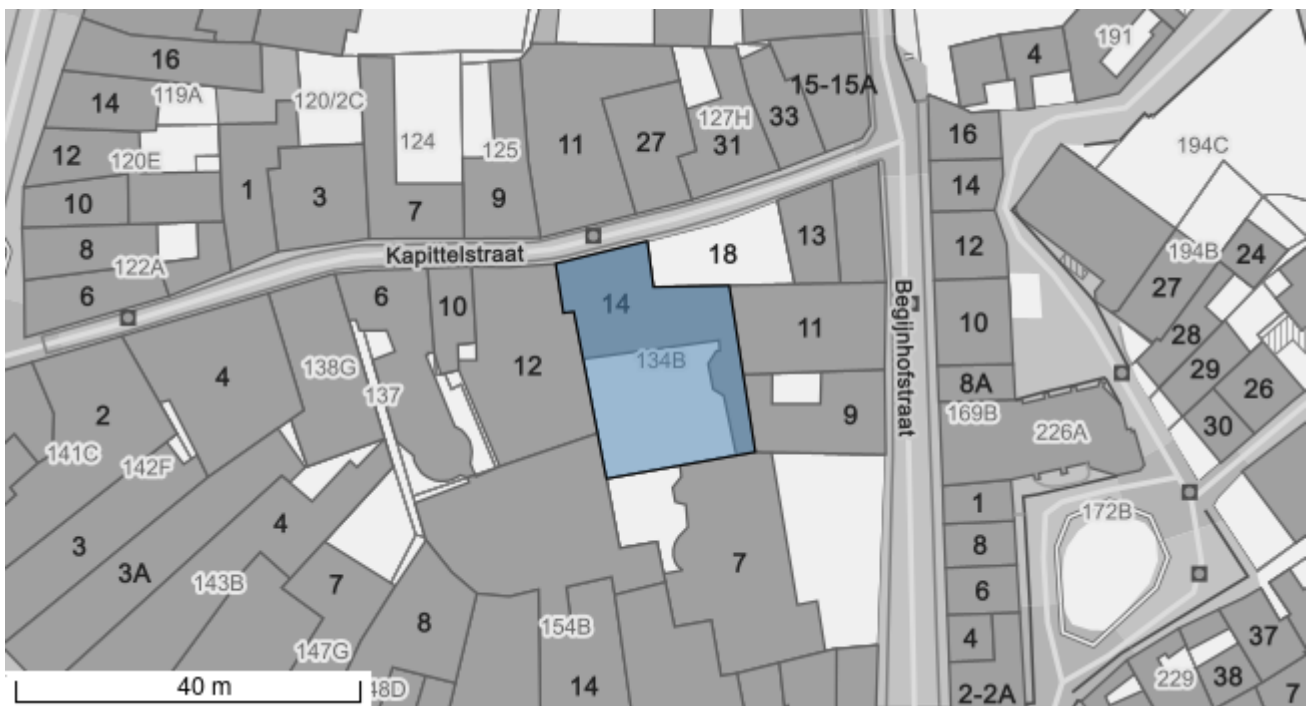 16
14
119A
120/2C
12
120E
10
8
122A
6
1
3
124
7
125
9
11
27
127H
31
33
15-15A
4
191
16
14
194C
12
194B
24
27
10
28
29
26
30
8A
169B
226A
Kapittelstraat
18
13
14
134B
11
9
Begijnhofstraat
6
10
12
4
138G
137
2
141C
142F
3
3A
4
143B
7
147G
8
154B
14
7
1
8
6
4
2-2A
172B
229
38
37
7
40 m
48D